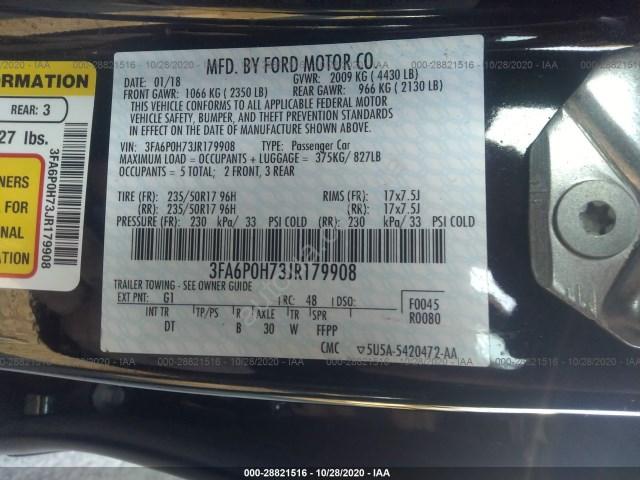 MFD. BY FORD MOTOR CO.
DATE: 01/18 GVWR: 2009 KG ( 4430 LB)
FRONT GAWR: 1066 KG ( 2350 LB) REAR GAWR: 966 KG ( 2130 LB)
THIS VEHICLE CONFORMS TO ALL APPLICABLE FEDERAL MOTOR
VEHICLE SAFETY, BUMPER, AND THEFT PREVENTION STANDARDS
IN EFFECT ON THE DATE OF MANUFACTURE SHOWN ABOVE.
VIN: 3FA6P0H73JR179908 TYPE: Passenger Car
MAXIMUM LOAD = OCCUPANTS + LUGGAGE = 375KG/ 827LB
OCCUPANTS = 5 TOTAL; 2 FRONT, 3 REAR
TIRE (FR): 235/50R17 96H RIMS (FR): 17x7.5J
(RR): 235/50R17 96H (RR): 17x7.5J
PRESSURE (FR): 230 kPa/ 33 PSI COLD (RR): 230 kPa/ 33 PSI COLD
3FA6P0H73JR179908
TRAILER TOWING - SEE OWNER GUIDE
EXT PNT: G1 RC: 48 DSO: F0045
INT TR TP/PS R AXLE TR SPR R0080
DT B 30 W FFPP
CMC 5U5A-5420472-AA
ORMATION
REAR: 3
27 lbs.
NERS
FOR
NAL
ATION
3FA6P0H73JR179908
000-28821516 - 10/28/2020 - IAA
000-28821516 - 10/28/2020 - IAA